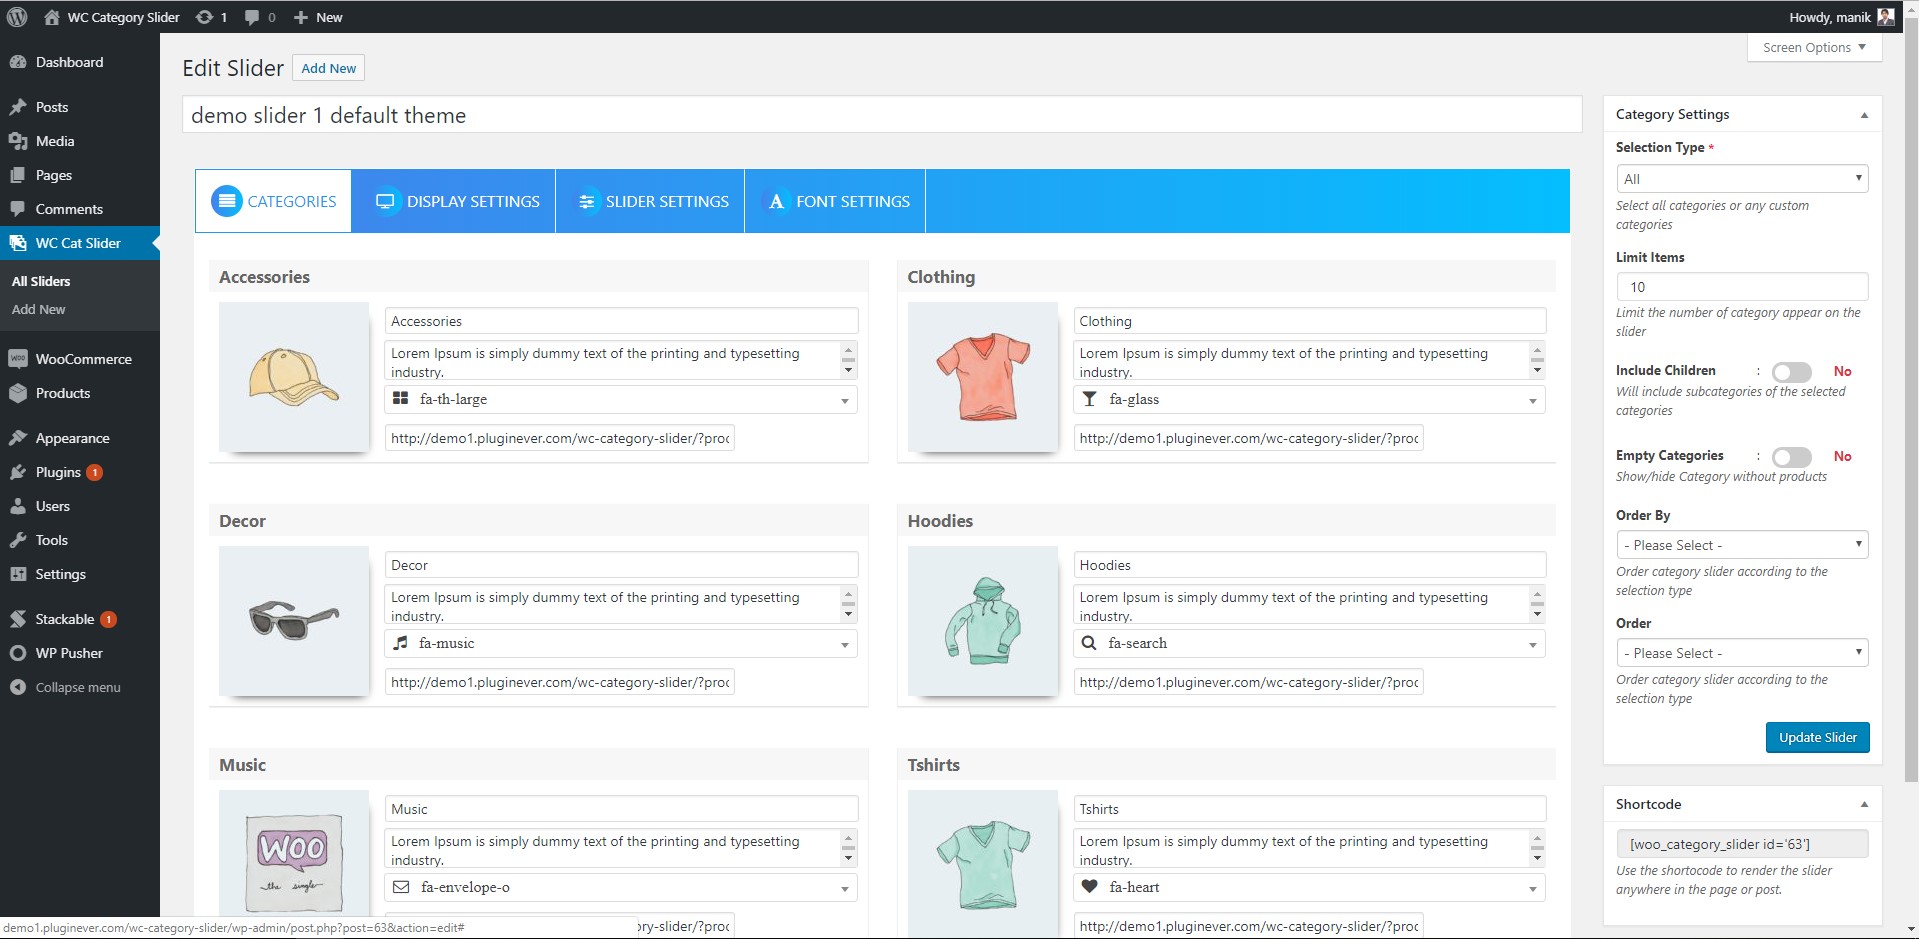 WC Category Slider
1
0
New
Howdy, manik
Dashboard
Posts
Media
Pages
Comments
WC Cat Slider
All Sliders
Add New
WooCommerce
Products
Appearance
Plugins 1
Users
Tools
Settings
Stackable 1
WP Pusher
Collapse menu
Screen Options
Edit Slider
Add New
demo slider 1 default theme
CATEGORIES
DISPLAY SETTINGS
SLIDER SETTINGS
FONT SETTINGS
Accessories
Accessories
Lorem Ipsum is simply dummy text of the printing and typesetting
industry.
fa-th-large
http://demo1.pluginever.com/wc-category-slider/?proc
Clothing
Clothing
Lorem Ipsum is simply dummy text of the printing and typesetting
industry.
fa-glass
http://demo1.pluginever.com/wc-category-slider/?proc
Decor
Decor
Lorem Ipsum is simply dummy text of the printing and typesetting
industry.
fa-music
http://demo1.pluginever.com/wc-category-slider/?proc
Hoodies
Hoodies
Lorem Ipsum is simply dummy text of the printing and typesetting
industry.
fa-search
http://demo1.pluginever.com/wc-category-slider/?proc
Music
WOO
the single
Music
Lorem Ipsum is simply dummy text of the printing and typesetting
industry.
fa-envelope-o
ry-slider/?proc
Tshirts
Tshirts
Lorem Ipsum is simply dummy text of the printing and typesetting
industry.
fa-heart
http://demo1.pluginever.com/wc-category-slider/?proc
Category Settings
Selection Type *
All
Select all categories or any custom
categories
Limit Items
10
Limit the number of category appear on the
slider
Include Children : No
Will include subcategories of the selected
categories
Empty Categories : No
Show/hide Category without products
Order By
- Please Select -
Order category slider according to the
selection type
Order
- Please Select -
Order category slider according to the
selection type
Update Slider
Shortcode
[woo_category_slider id='63']
Use the shortocode to render the slider
anywhere in the page or post.
demo1.pluginever.com/wc-category-slider/wp-admin/post.php?post=63&action=edit#